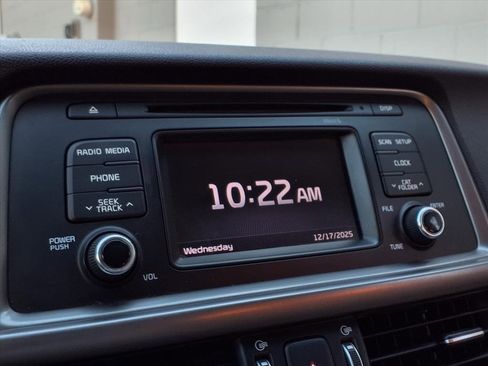 DISP
RADIO MEDIA
PHONE
SEEK
TRACK
POWER
PUSH
VOL
10:22 AM
Wednesday
12/17/2025
SCAN SETUP
CLOCK
CAT
FOLDER
FILE
ENTER
TUNE